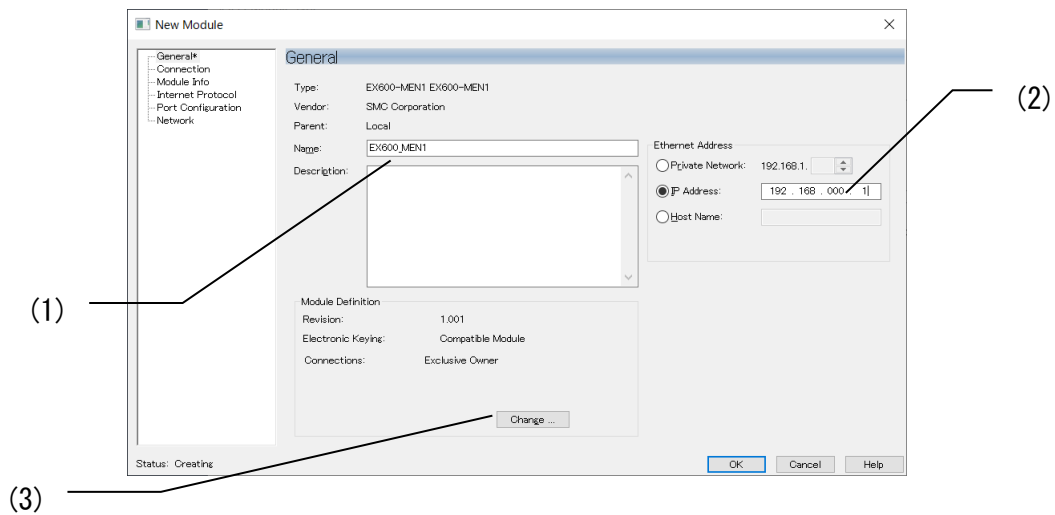 New Module
General*
Connection
Module Info
Internet Protocol
Port Configuration
Network
General
Type: EX600-MEN1 EX600-MEN1
Vendor: SMC Corporation
Parent: Local
Name: EX600_MEN1
Description:
Ethernet Address
Private Network: 192.168.1.
IP Address: 192 . 168 . 000 . 1
Host Name:
(2)
(1)
Module Definition
Revision: 1.001
Electronic Keying: Compatible Module
Connections: Exclusive Owner
Change ...
Status: Creating
OK Cancel Help
(3)